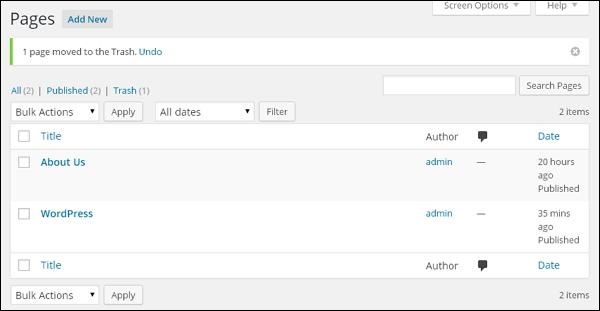 Screen Options ▼ Help ▼
Pages Add New
1 page moved to the Trash. Undo
All (2) | Published (2) | Trash (1)
Search Pages
Bulk Actions ▼ Apply All dates ▼ Filter 2 items
Title Author Date
About Us admin — 20 hours
ago
Published
WordPress admin — 35 mins
ago
Published
Title Author Date
Bulk Actions ▼ Apply 2 items